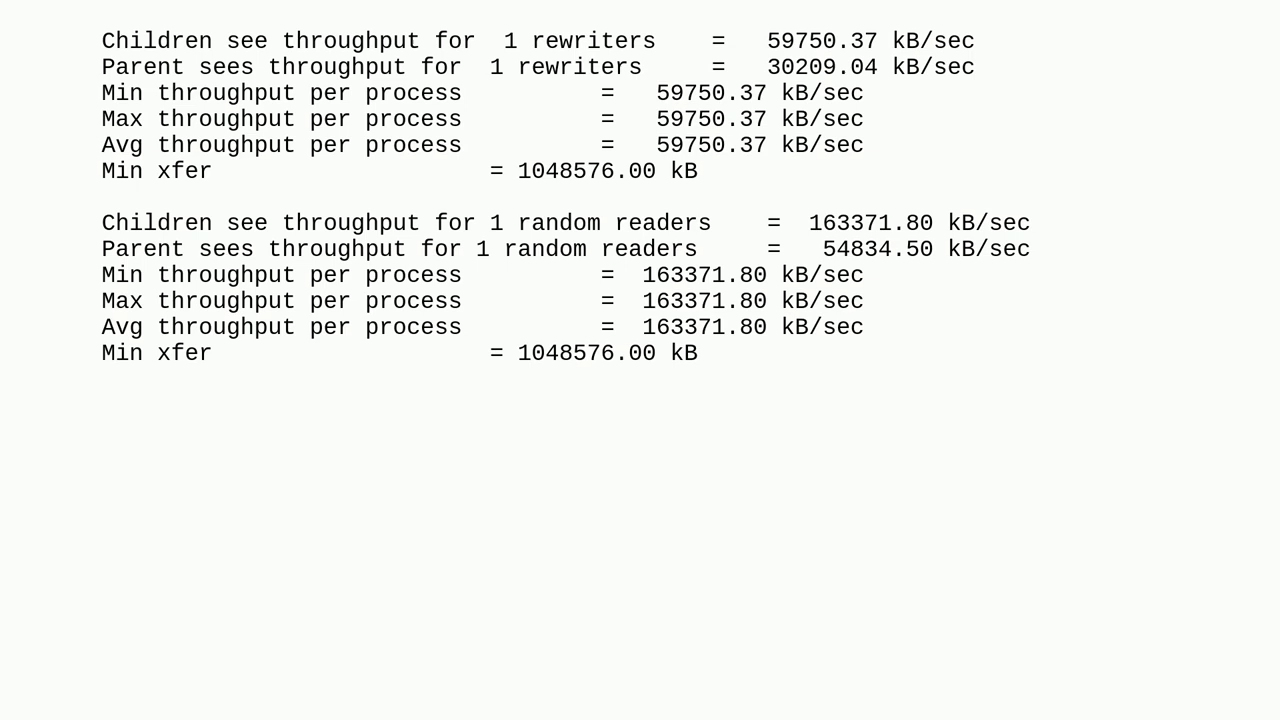 Children see throughput for  1 rewriters    =   59750.37 kB/sec
Parent sees throughput for  1 rewriters     =   30209.04 kB/sec
Min throughput per process          =   59750.37 kB/sec
Max throughput per process          =   59750.37 kB/sec
Avg throughput per process          =   59750.37 kB/sec
Min xfer                    = 1048576.00 kB

Children see throughput for 1 random readers    =  163371.80 kB/sec
Parent sees throughput for 1 random readers     =   54834.50 kB/sec
Min throughput per process          =  163371.80 kB/sec
Max throughput per process          =  163371.80 kB/sec
Avg throughput per process          =  163371.80 kB/sec
Min xfer                    = 1048576.00 kB